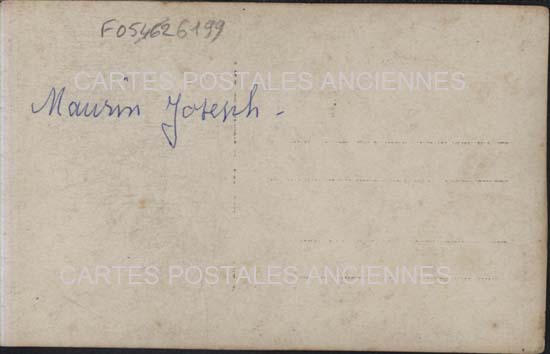 F054626199
CARTES POSTALES ANCIENNES
Maurin Joseph -
CARTES POSTALES ANCIENNES